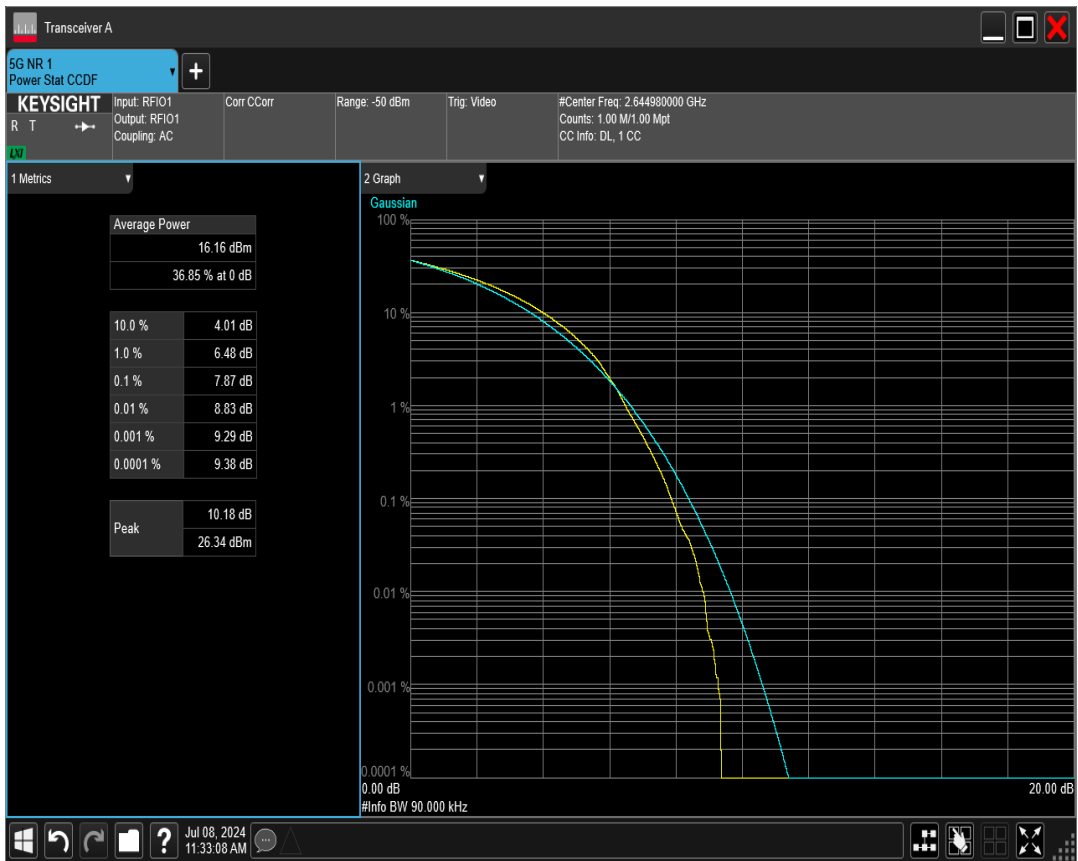 Transceiver A
5G NR 1
Power Stat CCDF
KEYSIGHT
R T
LXI
Input: RFIO1
Output: RFIO1
Coupling: AC
Corr CCorr
Range: -50 dBm
Trig: Video
#Center Freq: 2.644980000 GHz
Counts: 1.00 M/1.00 Mpt
CC Info: DL, 1 CC
1 Metrics
Average Power
16.16 dBm
36.85 % at 0 dB
10.0 % 4.01 dB
1.0 % 6.48 dB
0.1 % 7.87 dB
0.01 % 8.83 dB
0.001 % 9.29 dB
0.0001 % 9.38 dB
Peak
10.18 dB
26.34 dBm
2 Graph
Gaussian
100 %
10 %
1 %
0.1 %
0.01 %
0.001 %
0.0001 %
0.00 dB
20.00 dB
#Info BW 90.000 kHz
?
Jul 08, 2024
11:33:08 AM